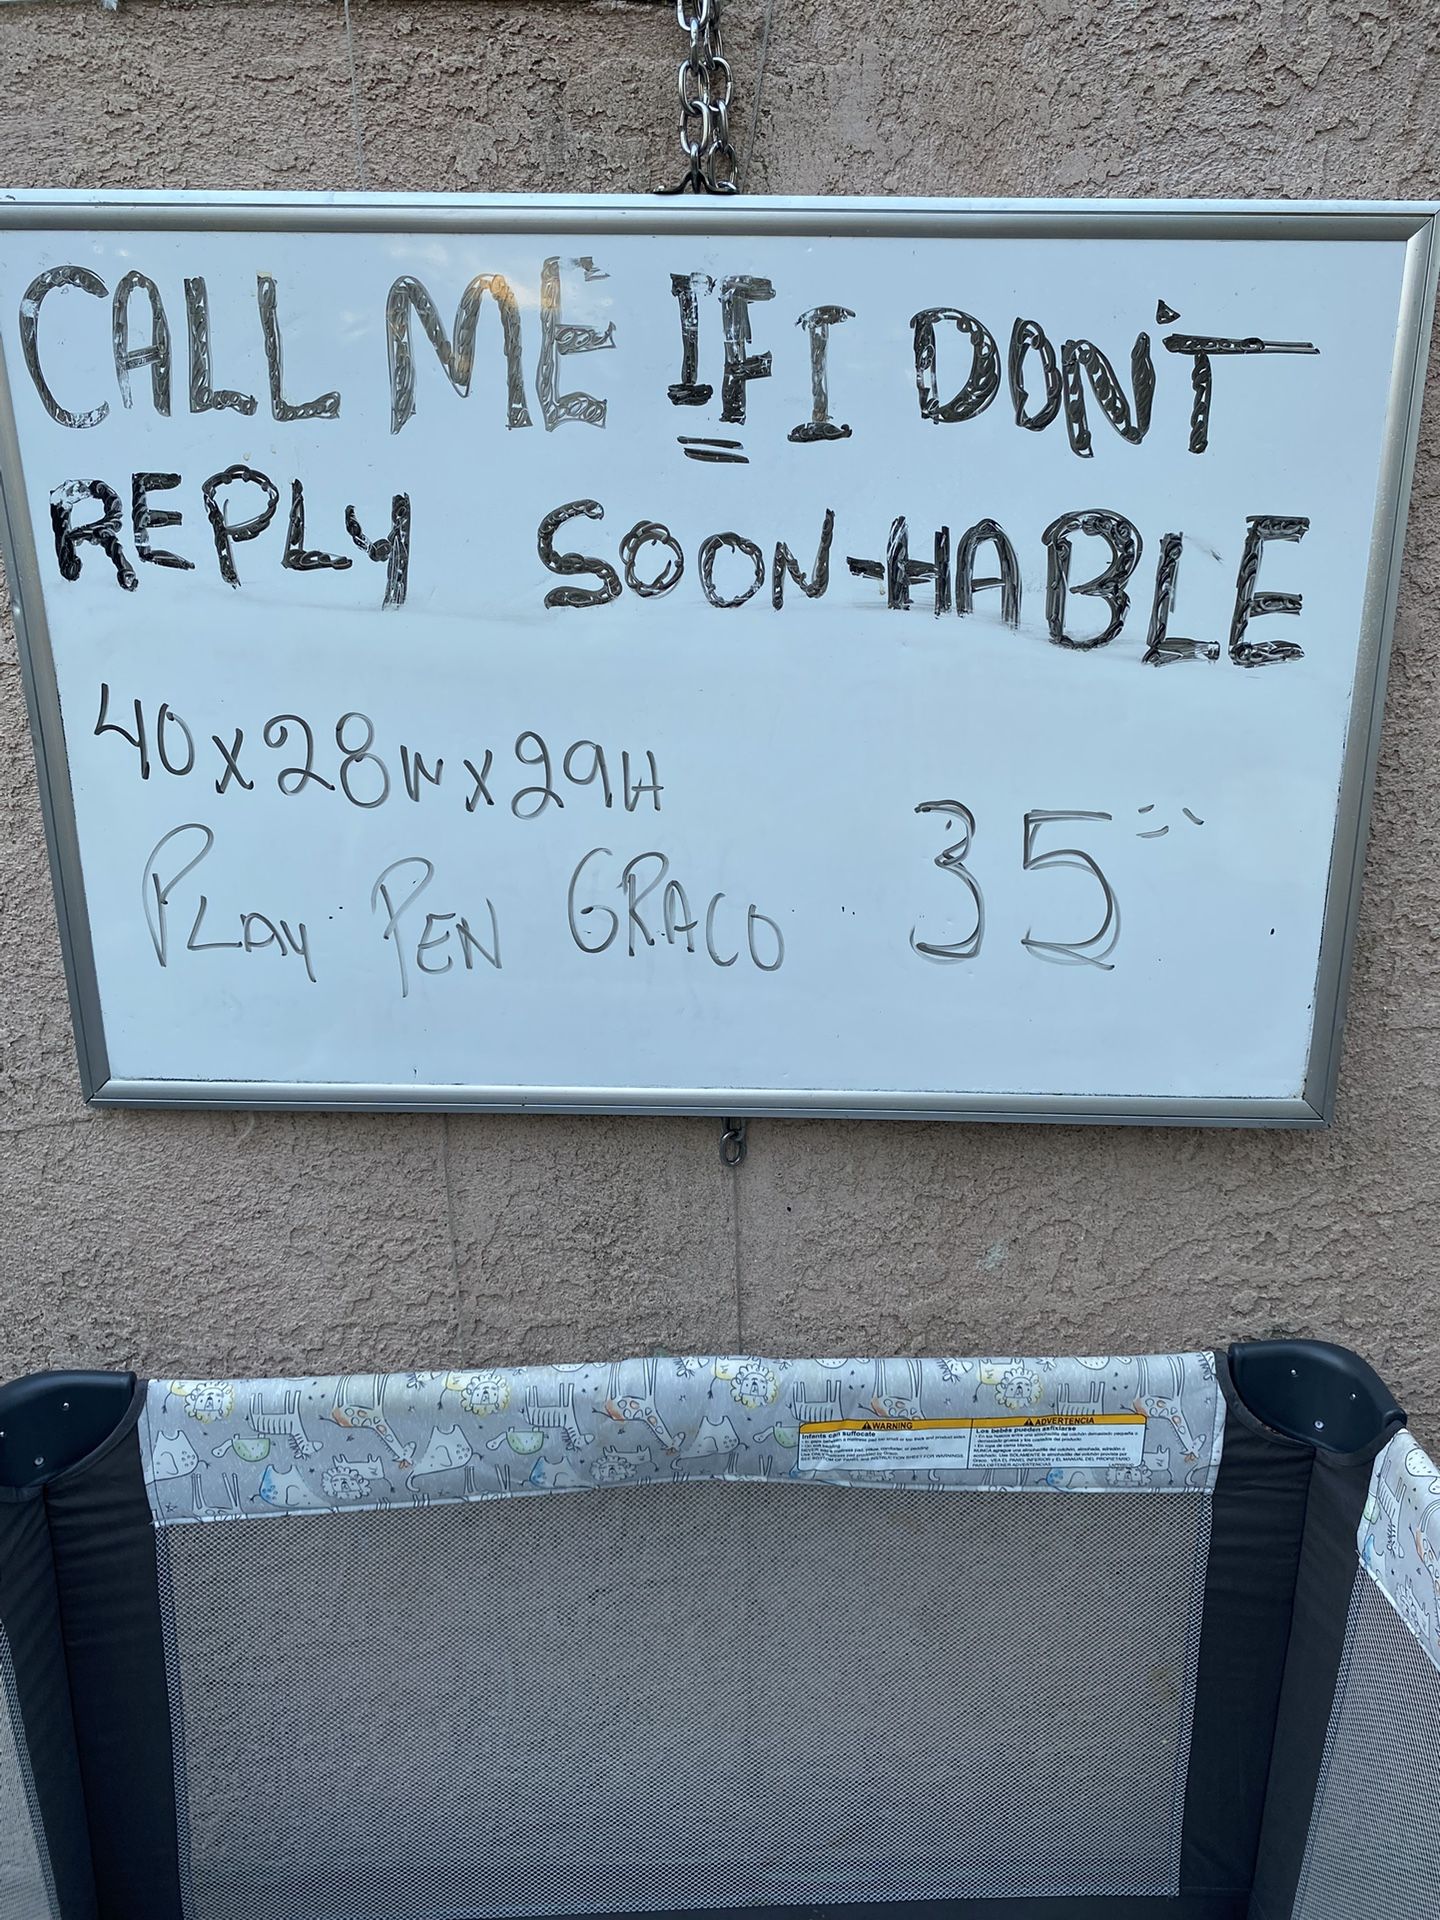 CALL ME IF I DON'T
REPLY SOON-HABLE
40x28Wx29H
PLAY PEN GRACO 35
WARNING
Infants can suffocate
ADVERTENCIA
Los bebés pueden asfixiarse